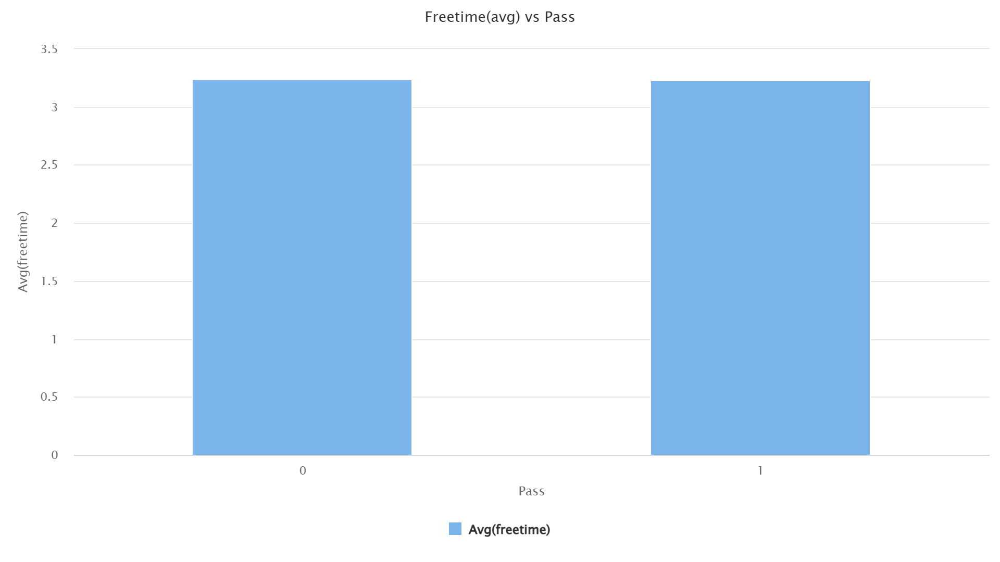 Freetime(avg) vs Pass
3.5
3
2.5
2
1.5
1
0.5
0
Avg(freetime)
0
1
Pass
Avg(freetime)